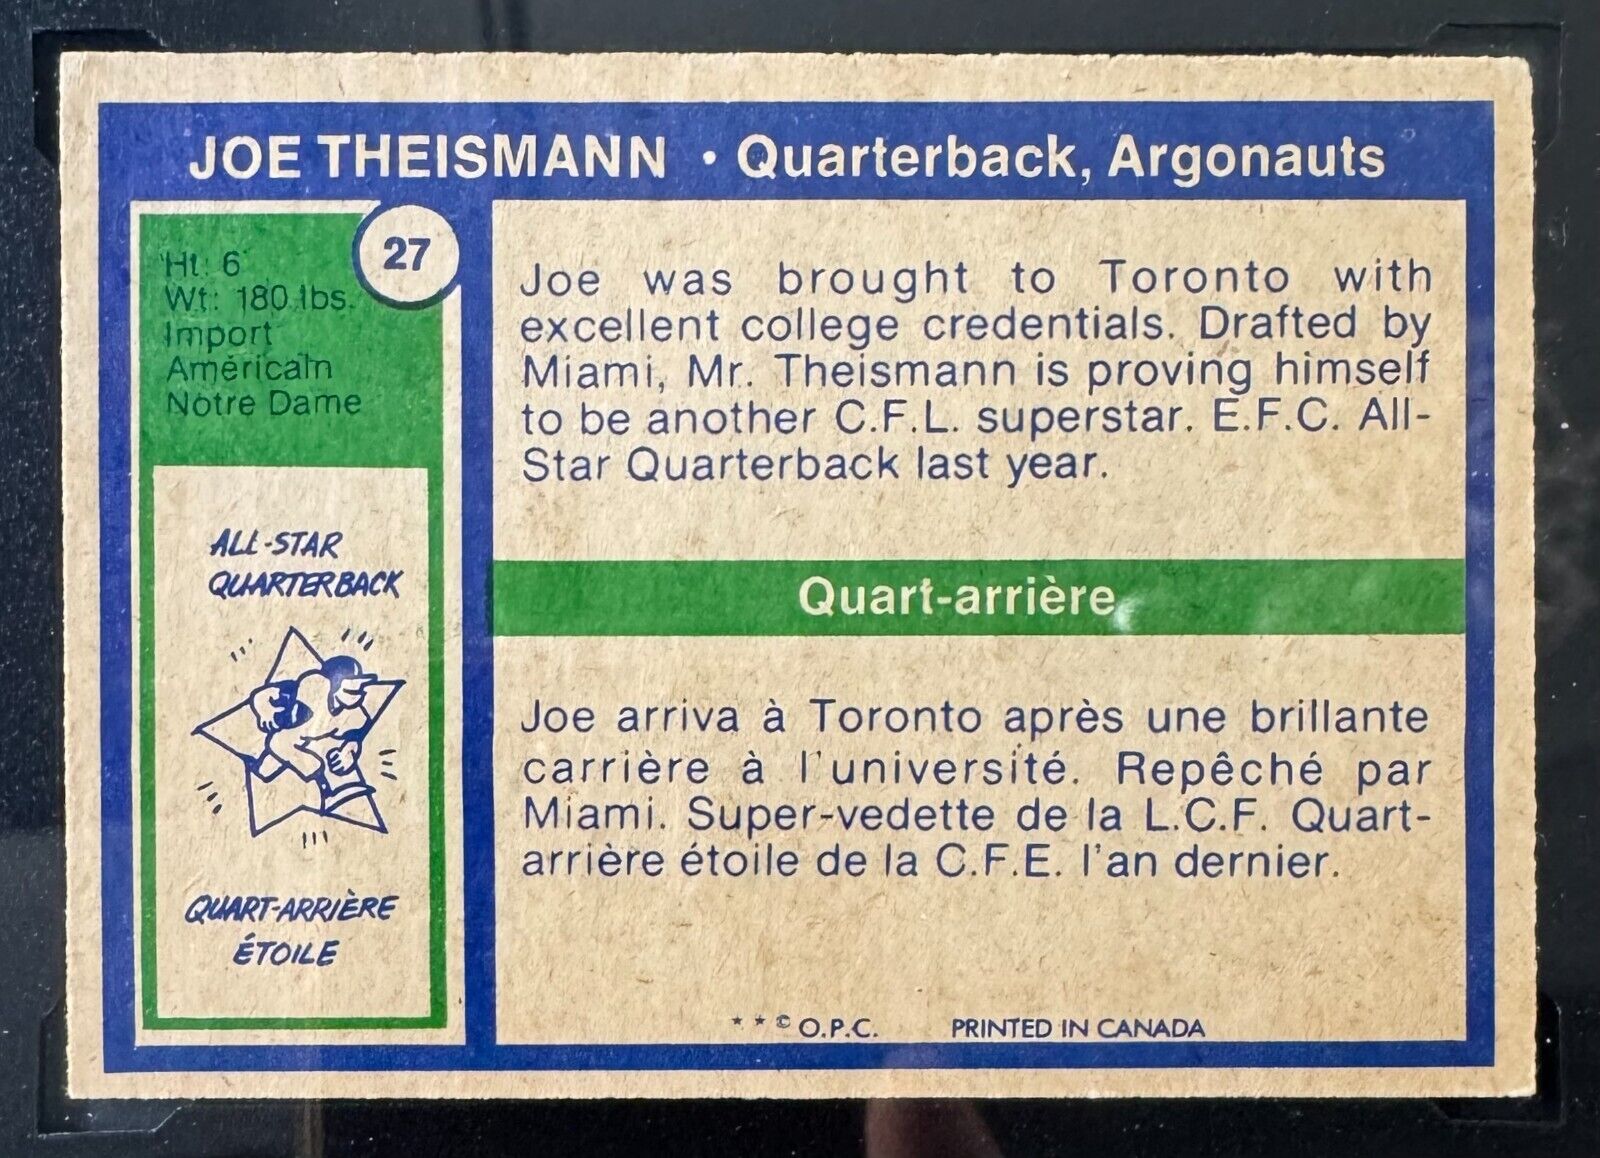 JOE THEISMANN • Quarterback, Argonauts
27
Ht: 6
Wt: 180 lbs.
Import
Américain
Notre Dame
ALL-STAR
QUARTERBACK
QUART-ARRIÈRE
ÉTOILE
Joe was brought to Toronto with
excellent college credentials. Drafted by
Miami, Mr. Theismann is proving himself
to be another C.F.L. superstar. E.F.C. All-
Star Quarterback last year.
Quart-arrière
Joe arriva à Toronto après une brillante
carrière à l'université. Repêché par
Miami. Super-vedette de la L.C.F. Quart-
arrière étoile de la C.F.E. l'an dernier.
* * © O.P.C. PRINTED IN CANADA